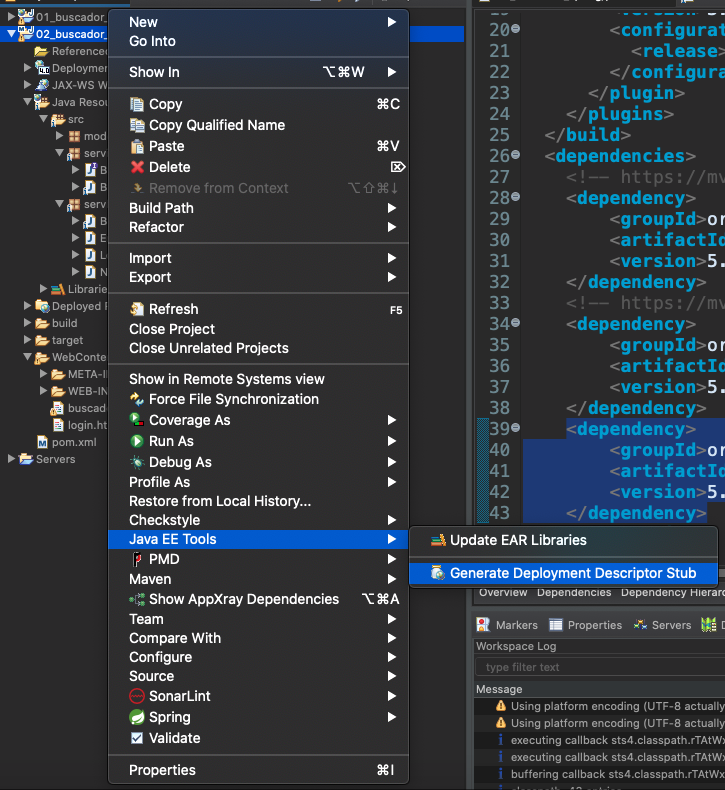 01_buscador_
02_buscador_
Deployme
JAX-WS W
Java Resou
src
mod
serv
B
B
serv
B
E
Lo
N
Librarie
Deployed R
build
target
WebConte
META-I
WEB-IN
buscad
login.ht
pom.xml
Servers
New
Go Into
Show In ⌥⌘W
Copy ⌘C
Copy Qualified Name
Paste ⌘V
Delete ⌦
Remove from Context ⌥⇧⌘↓
Build Path
Refactor
Import
Export
Refresh F5
Close Project
Close Unrelated Projects
Show in Remote Systems view
Force File Synchronization
Coverage As
Run As
Debug As
Profile As
Restore from Local History...
Checkstyle
Java EE Tools
PMD
Maven
Show AppXray Dependencies ⌥⌘A
Team
Compare With
Configure
Source
SonarLint
Spring
Validate
Properties ⌘I
Update EAR Libraries
Generate Deployment Descriptor Stub
20 <configurat
21 <release>
22 </configura
23 </plugin>
24 </plugins>
25 </build>
26 <dependencies>
27 <!-- https://mv
28 <dependency>
29 <groupId>or
30 <artifactId
31 <version>5.
32 </dependency>
33 <!-- https://mv
34 <dependency>
35 <groupId>or
36 <artifactId
37 <version>5.
38 </dependency>
39 <dependency>
40 <groupId>or
41 <artifactId
42 <version>5.
43 </dependency>
Overview Dependencies Dependency Hierar
Markers Properties Servers
Workspace Log
type filter text
Message
Using platform encoding (UTF-8 actually
Using platform encoding (UTF-8 actually
executing callback sts4.classpath.rTAtWx
executing callback sts4.classpath.rTAtWx
buffering callback sts4.classpath.rTAtWx